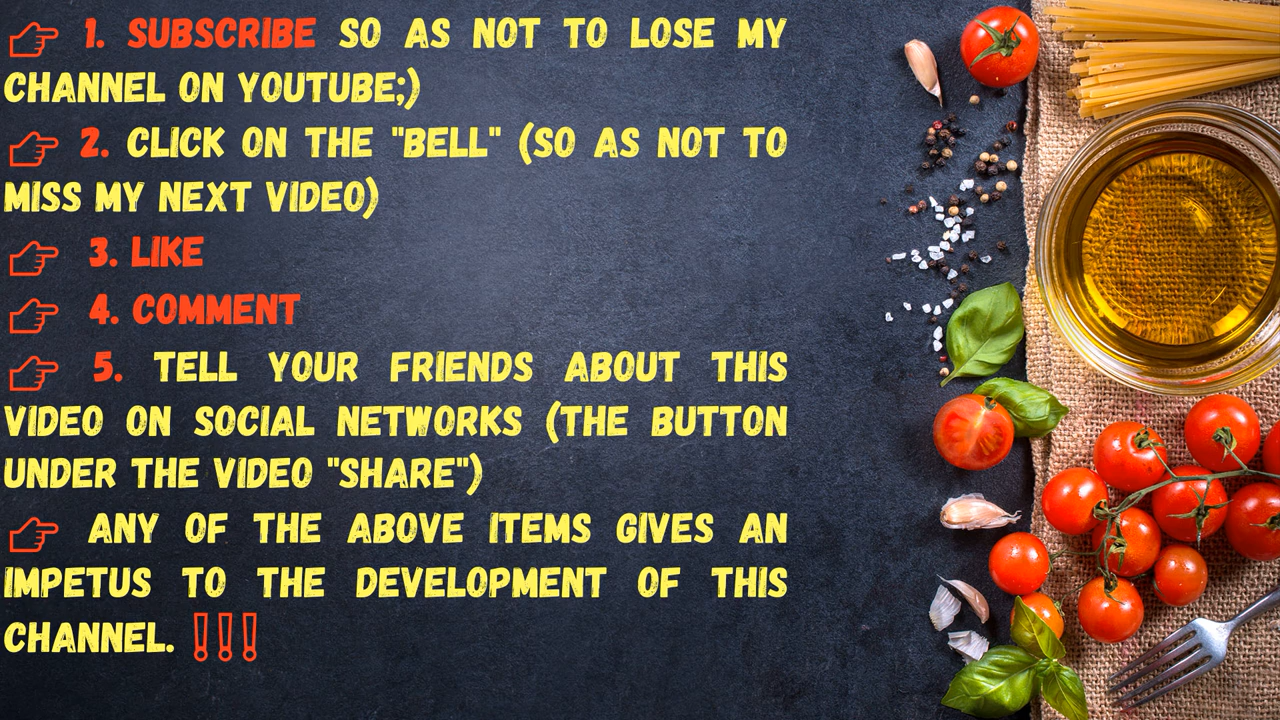 👉 1. SUBSCRIBE SO AS NOT TO LOSE MY
CHANNEL ON YOUTUBE;)
👉 2. CLICK ON THE "BELL" (SO AS NOT TO
MISS MY NEXT VIDEO)
👉 3. LIKE
👉 4. COMMENT
👉 5. TELL YOUR FRIENDS ABOUT THIS
VIDEO ON SOCIAL NETWORKS (THE BUTTON
UNDER THE VIDEO "SHARE")
👉 ANY OF THE ABOVE ITEMS GIVES AN
IMPETUS TO THE DEVELOPMENT OF THIS
CHANNEL. ❗❗❗